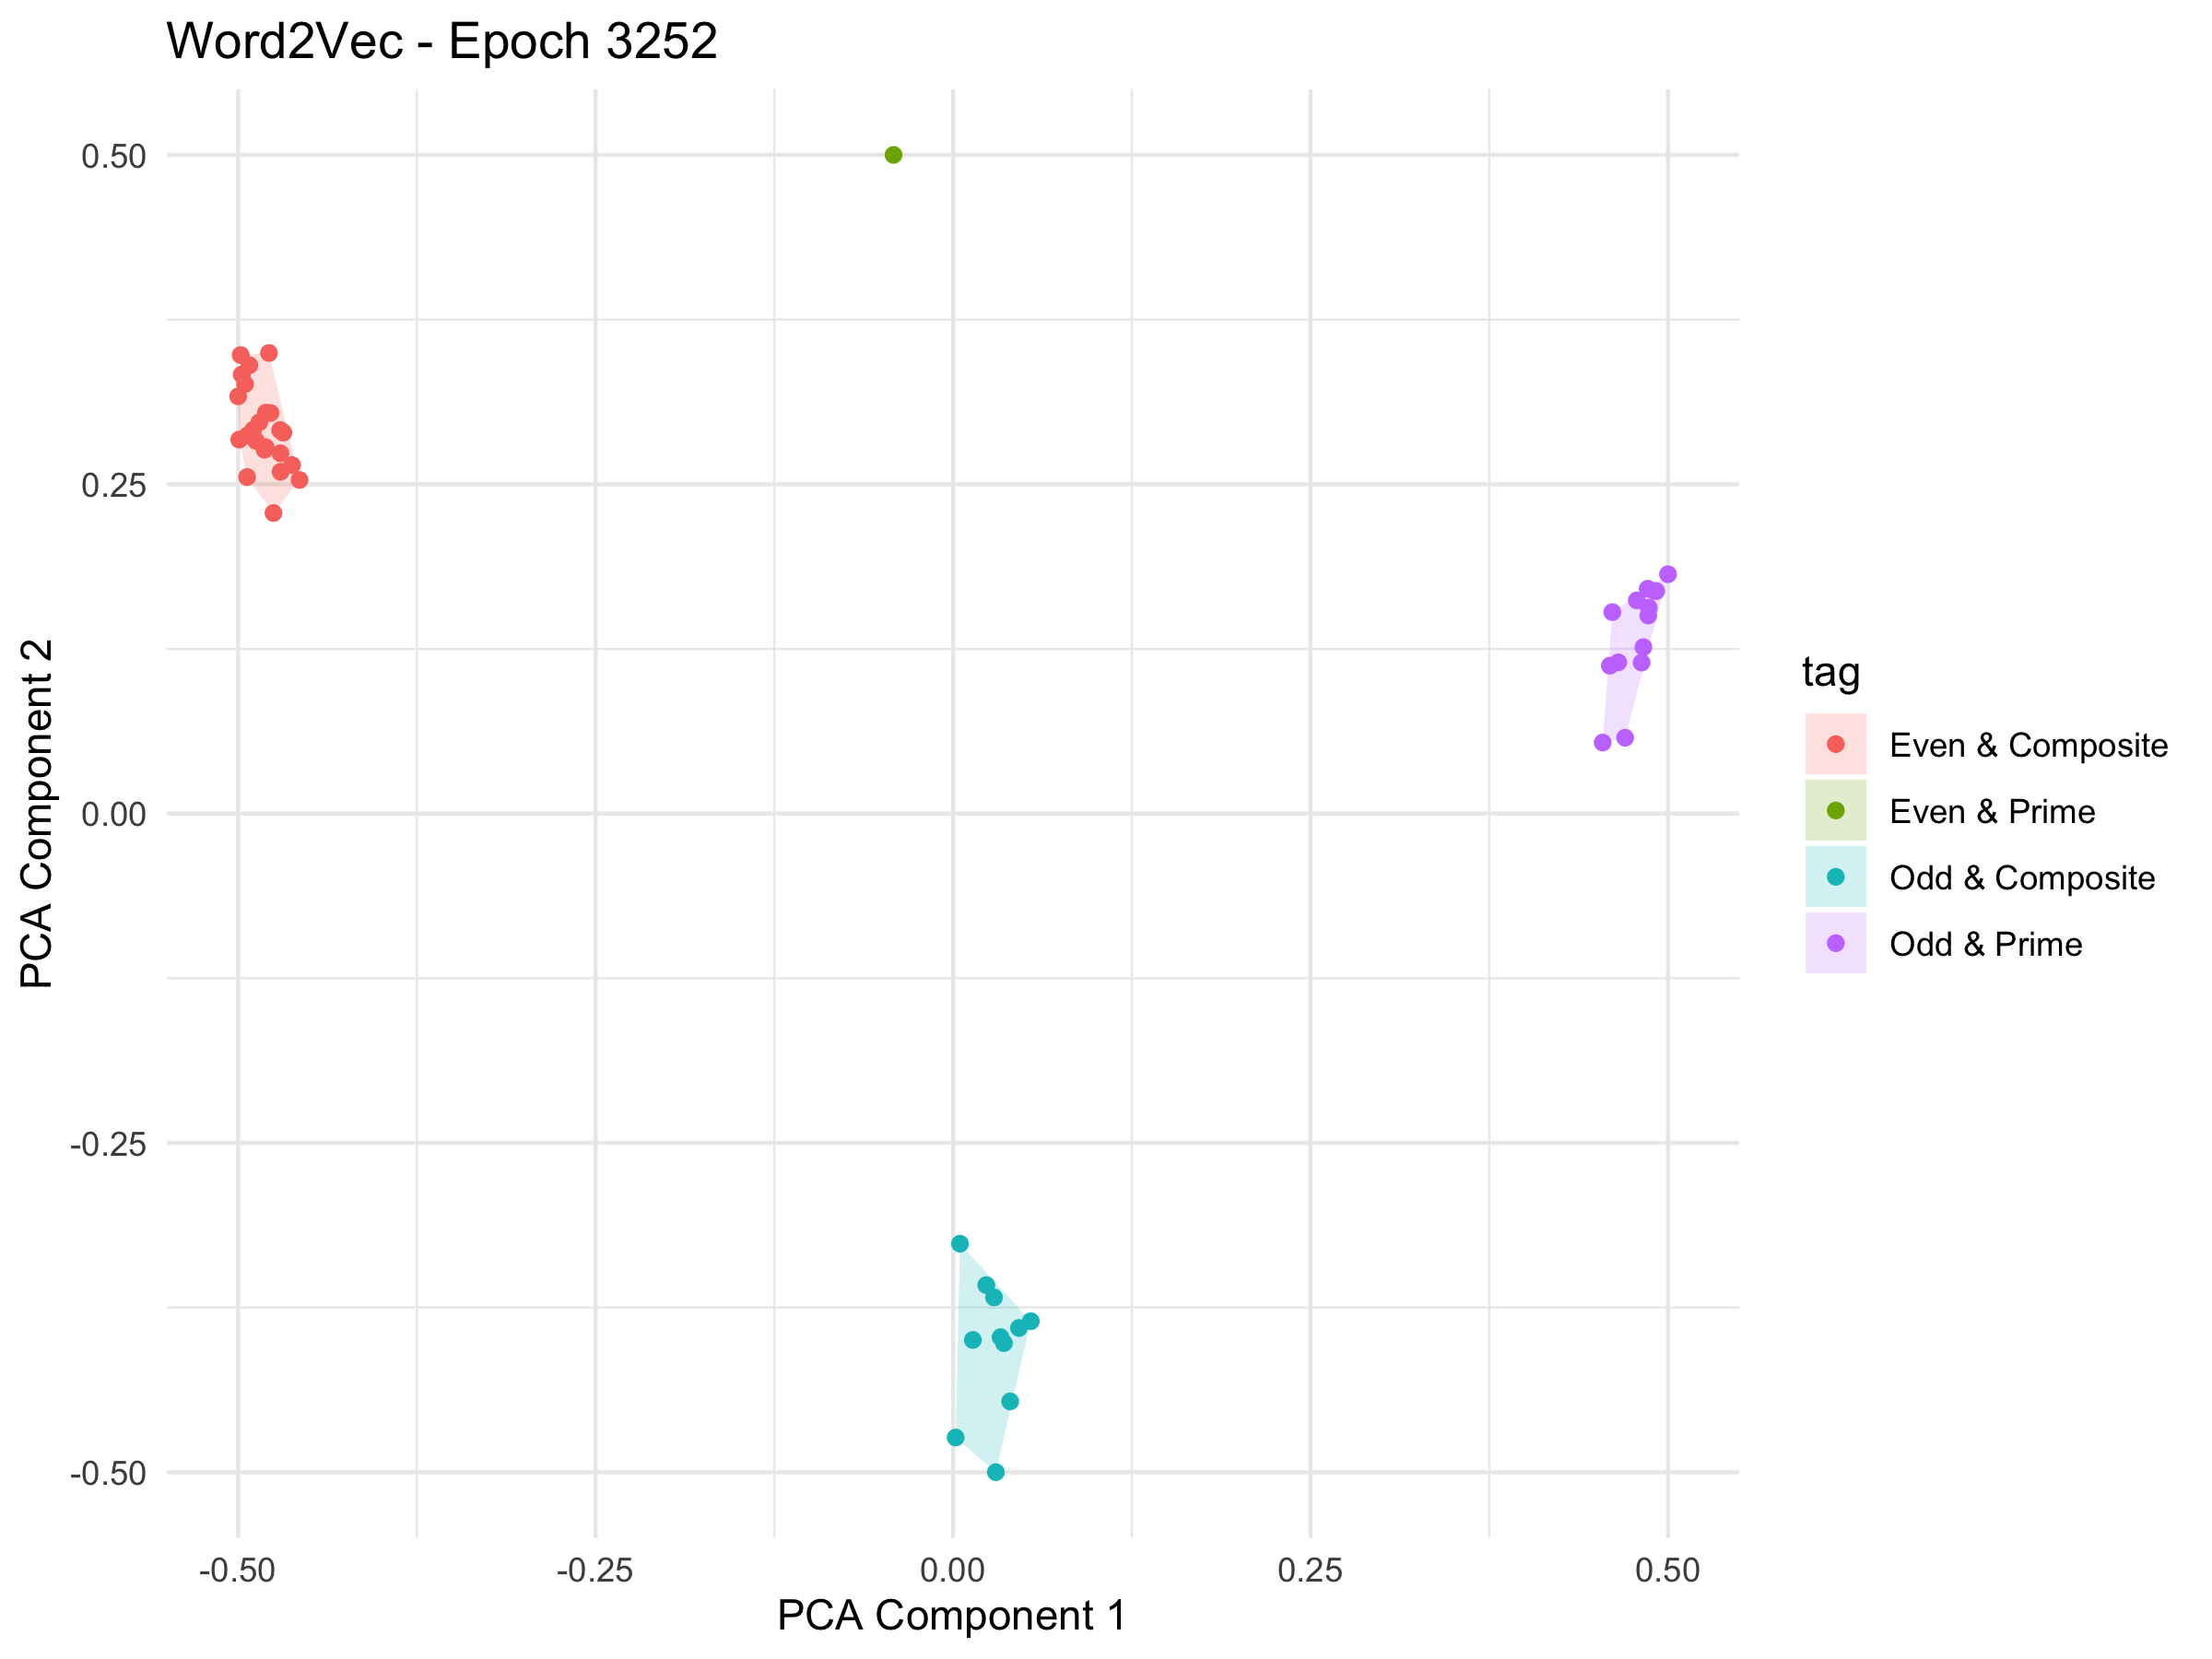 Word2Vec - Epoch 3252
0.50
0.25
0.00
-0.25
-0.50
PCA Component 2
-0.50
-0.25
0.00
0.25
0.50
PCA Component 1
tag
Even & Composite
Even & Prime
Odd & Composite
Odd & Prime